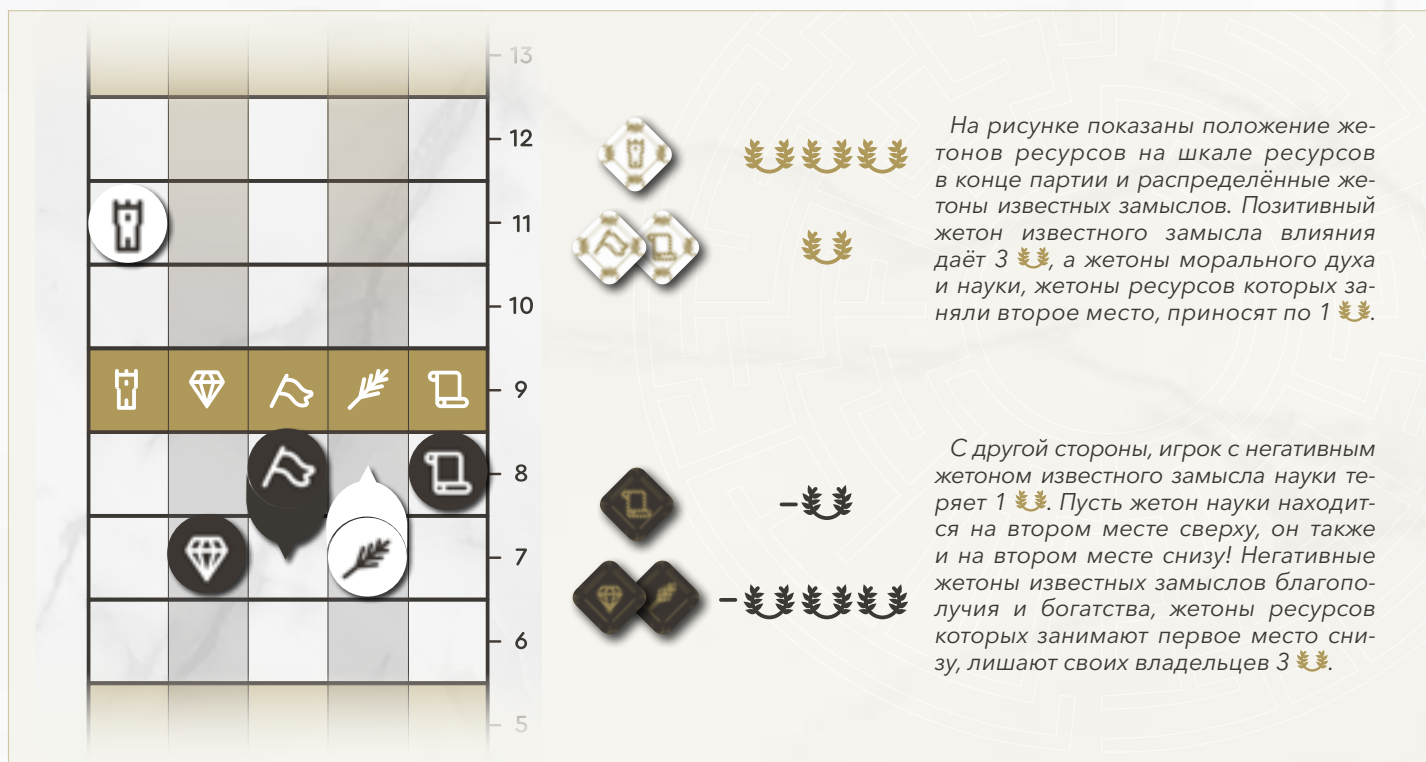 13
12
11
10
9
8
7
6
5
На рисунке показаны положение же-
тонов ресурсов на шкале ресурсов
в конце партии и распределённые же-
тоны известных замыслов. Позитивный
жетон известного замысла влияния
даёт 3 , а жетоны морального духа
и науки, жетоны ресурсов которых за-
няли второе место, приносят по 1 .
С другой стороны, игрок с негативным
жетоном известного замысла науки те-
ряет 1 . Пусть жетон науки находит-
ся на втором месте сверху, он также
и на втором месте снизу! Негативные
жетоны известных замыслов благопо-
лучия и богатства, жетоны ресурсов
которых занимают первое место сни-
зу, лишают своих владельцев 3 .